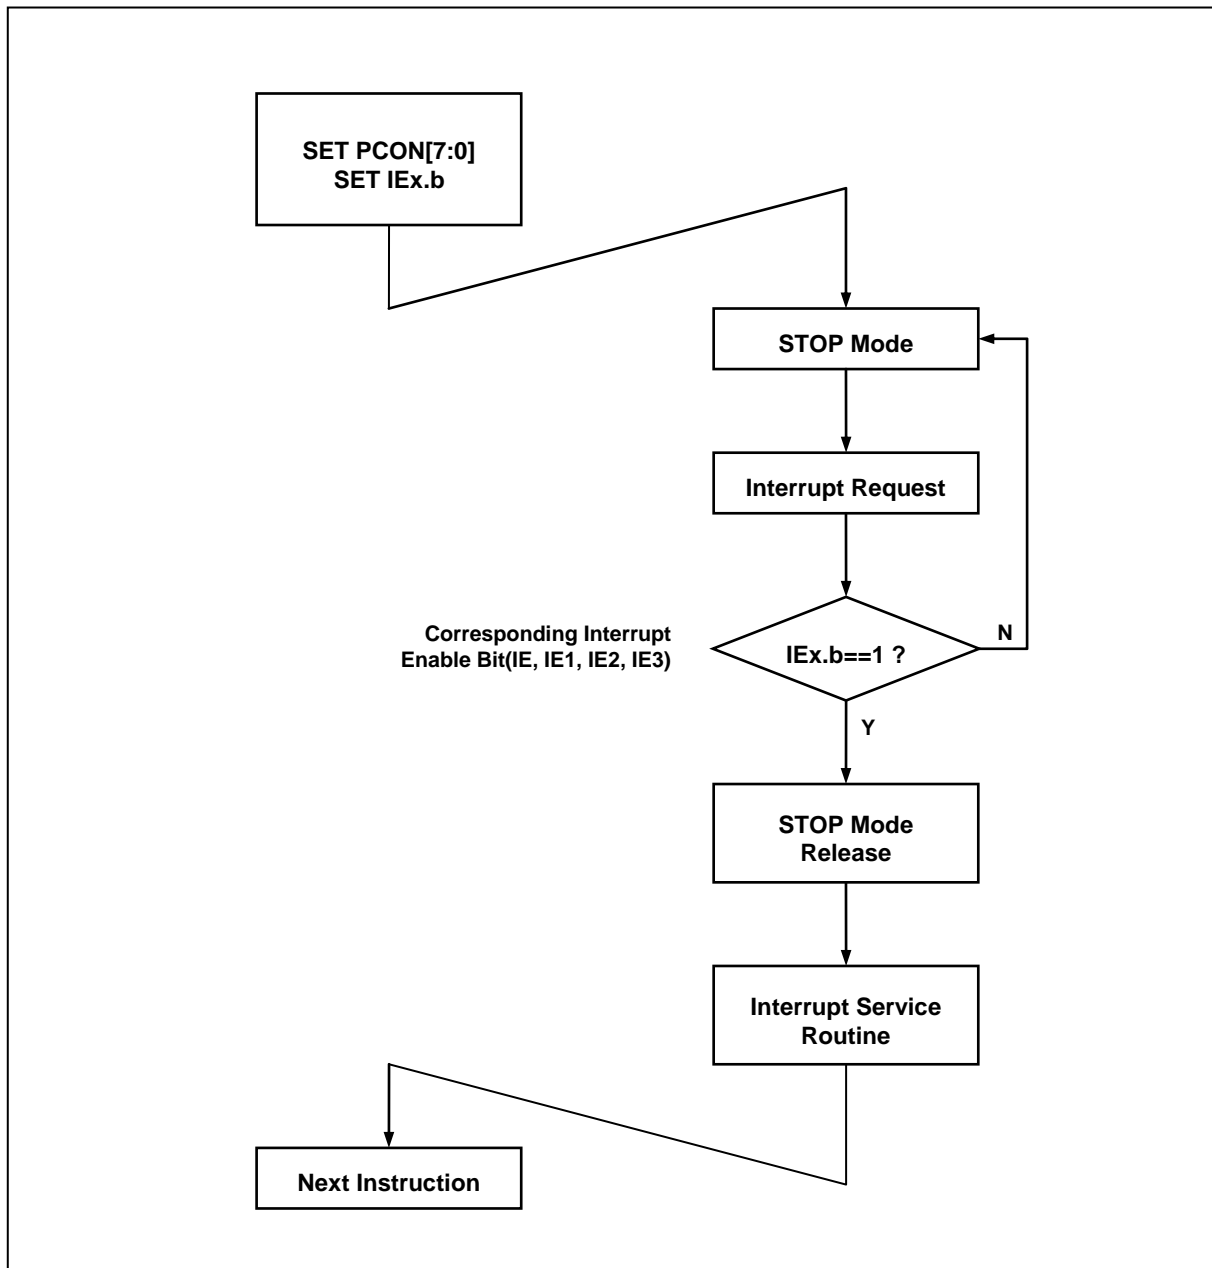 SET PCON[7:0]
SET IEx.b
STOP Mode
Interrupt Request
Corresponding Interrupt
Enable Bit(IE, IE1, IE2, IE3)
IEx.b==1 ?
N
Y
STOP Mode
Release
Interrupt Service
Routine
Next Instruction